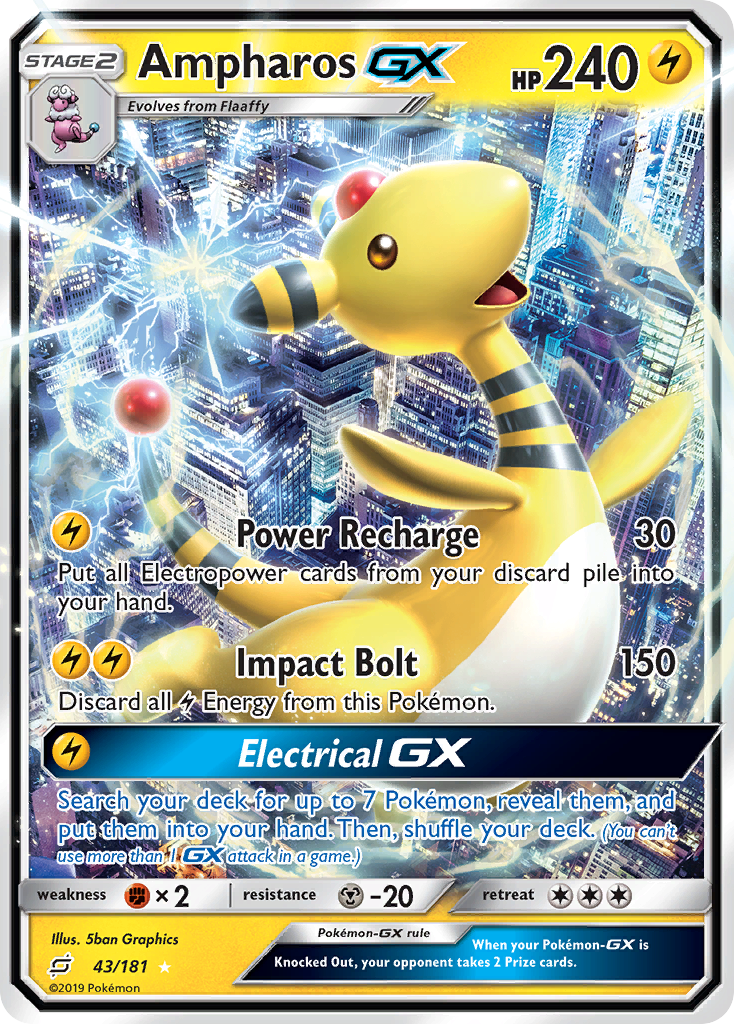 STAGE2 Ampharos GX HP240
Evolves from Flaaffy
Power Recharge 30
Put all Electropower cards from your discard pile into
your hand.
Impact Bolt 150
Discard all Energy from this Pokémon.
Electrical GX
Search your deck for up to 7 Pokémon, reveal them, and
put them into your hand. Then, shuffle your deck. (You can't
use more than 1 GX attack in a game.)
weakness × 2 resistance -20 retreat
Illus. 5ban Graphics
43/181
©2019 Pokémon
Pokémon-GX rule
When your Pokémon-GX is
Knocked Out, your opponent takes 2 Prize cards.